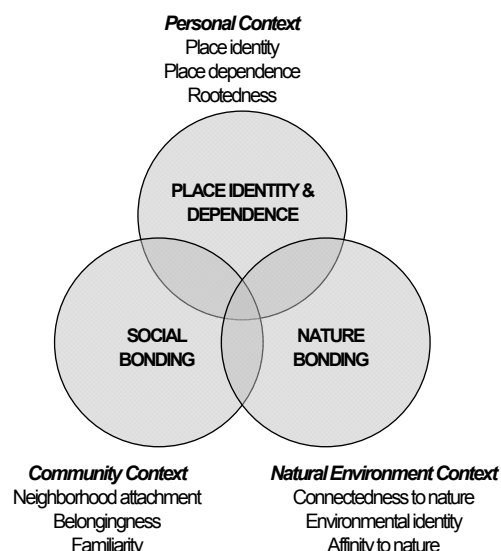 Personal Context
Place identity
Place dependence
Rootedness
PLACE IDENTITY &
DEPENDENCE
SOCIAL
BONDING
NATURE
BONDING
Community Context
Neighborhood attachment
Belongingness
Familiarity
Natural Environment Context
Connectedness to nature
Environmental identity
Affinity to nature